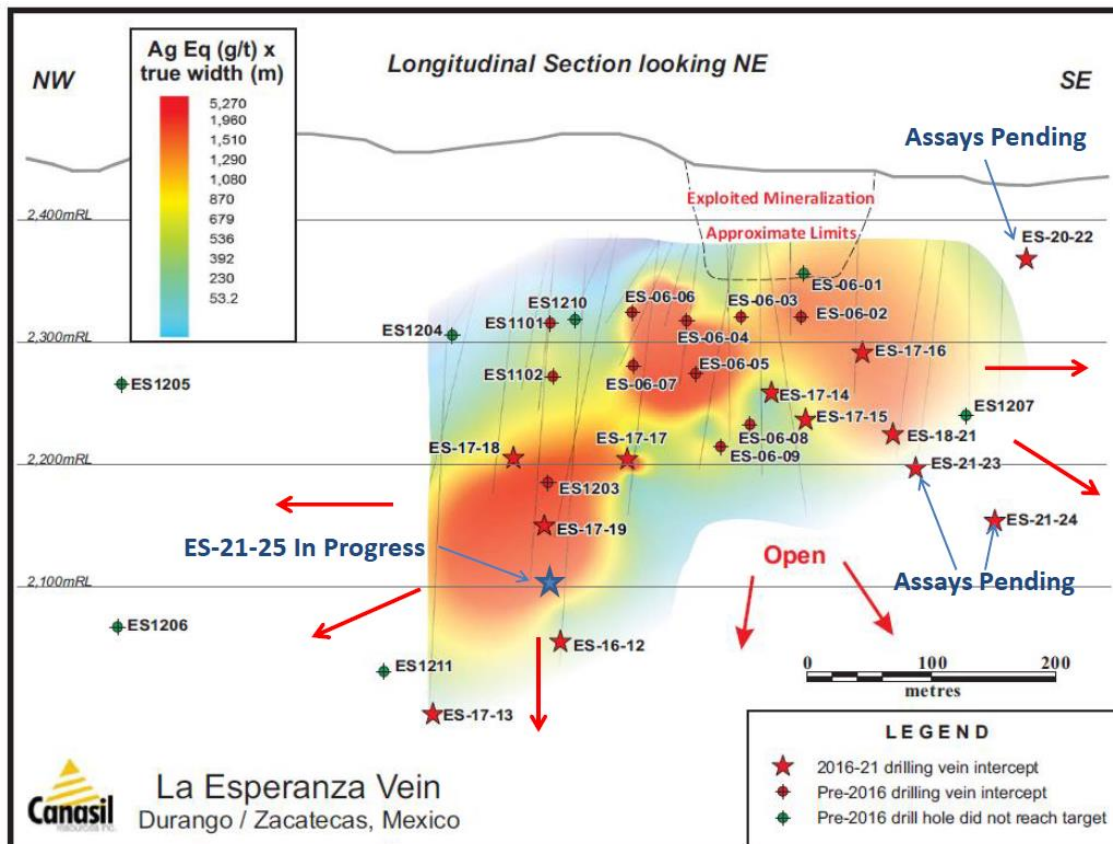 Ag Eq (g/t) x
true width (m)
5,270
1,960
1,510
1,290
1,080
870
679
536
392
230
53.2
NW
Longitudinal Section looking NE
SE
Assays Pending
2,400mRL
Exploited Mineralization
Approximate Limits
ES-20-22
ES-06-01
ES1210
ES-06-06
ES-06-03
ES1204
ES1101
ES-06-02
2,300mRL
ES-06-04
ES-17-16
ES-06-05
ES1205
ES1102
ES-06-07
ES-17-14
ES1207
ES-17-15
ES-06-08
ES-18-21
ES-17-18
ES-17-17
ES-06-09
2,200mRL
ES-21-23
ES1203
ES-17-19
ES-21-24
ES-21-25 In Progress
Open
Assays Pending
2,100mRL
ES1206
ES-16-12
ES1211
0 100 200
metres
ES-17-13
LEGEND
2016-21 drilling vein intercept
Pre-2016 drilling vein intercept
Pre-2016 drill hole did not reach target
Canasil
Resources Inc.
La Esperanza Vein
Durango / Zacatecas, Mexico